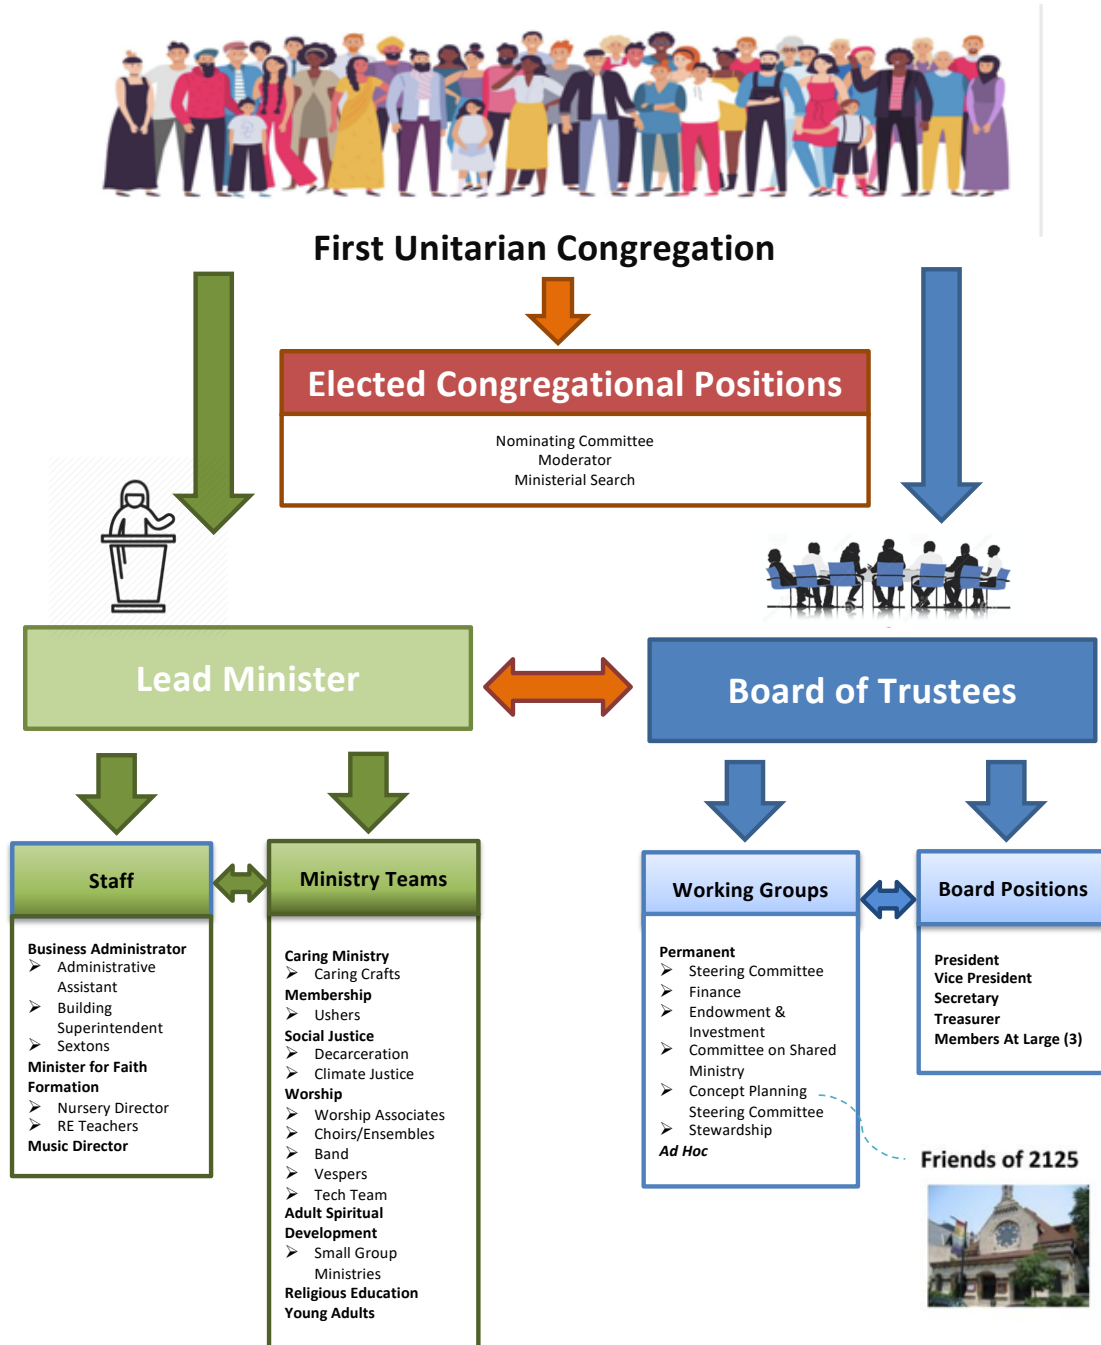 First Unitarian Congregation
Elected Congregational Positions
Nominating Committee
Moderator
Ministerial Search
Lead Minister
Board of Trustees
Staff
Business Administrator
➢ Administrative
Assistant
➢ Building
Superintendent
➢ Sextons
Minister for Faith
Formation
➢ Nursery Director
➢ RE Teachers
Music Director
Ministry Teams
Caring Ministry
➢ Caring Crafts
Membership
➢ Ushers
Social Justice
➢ Decarceration
➢ Climate Justice
Worship
➢ Worship Associates
➢ Choirs/Ensembles
➢ Band
➢ Vespers
➢ Tech Team
Adult Spiritual
Development
➢ Small Group
Ministries
Religious Education
Young Adults
Working Groups
Permanent
➢ Steering Committee
➢ Finance
➢ Endowment &
Investment
➢ Committee on Shared
Ministry
➢ Concept Planning
Steering Committee
➢ Stewardship
Ad Hoc
Board Positions
President
Vice President
Secretary
Treasurer
Members At Large (3)
Friends of 2125